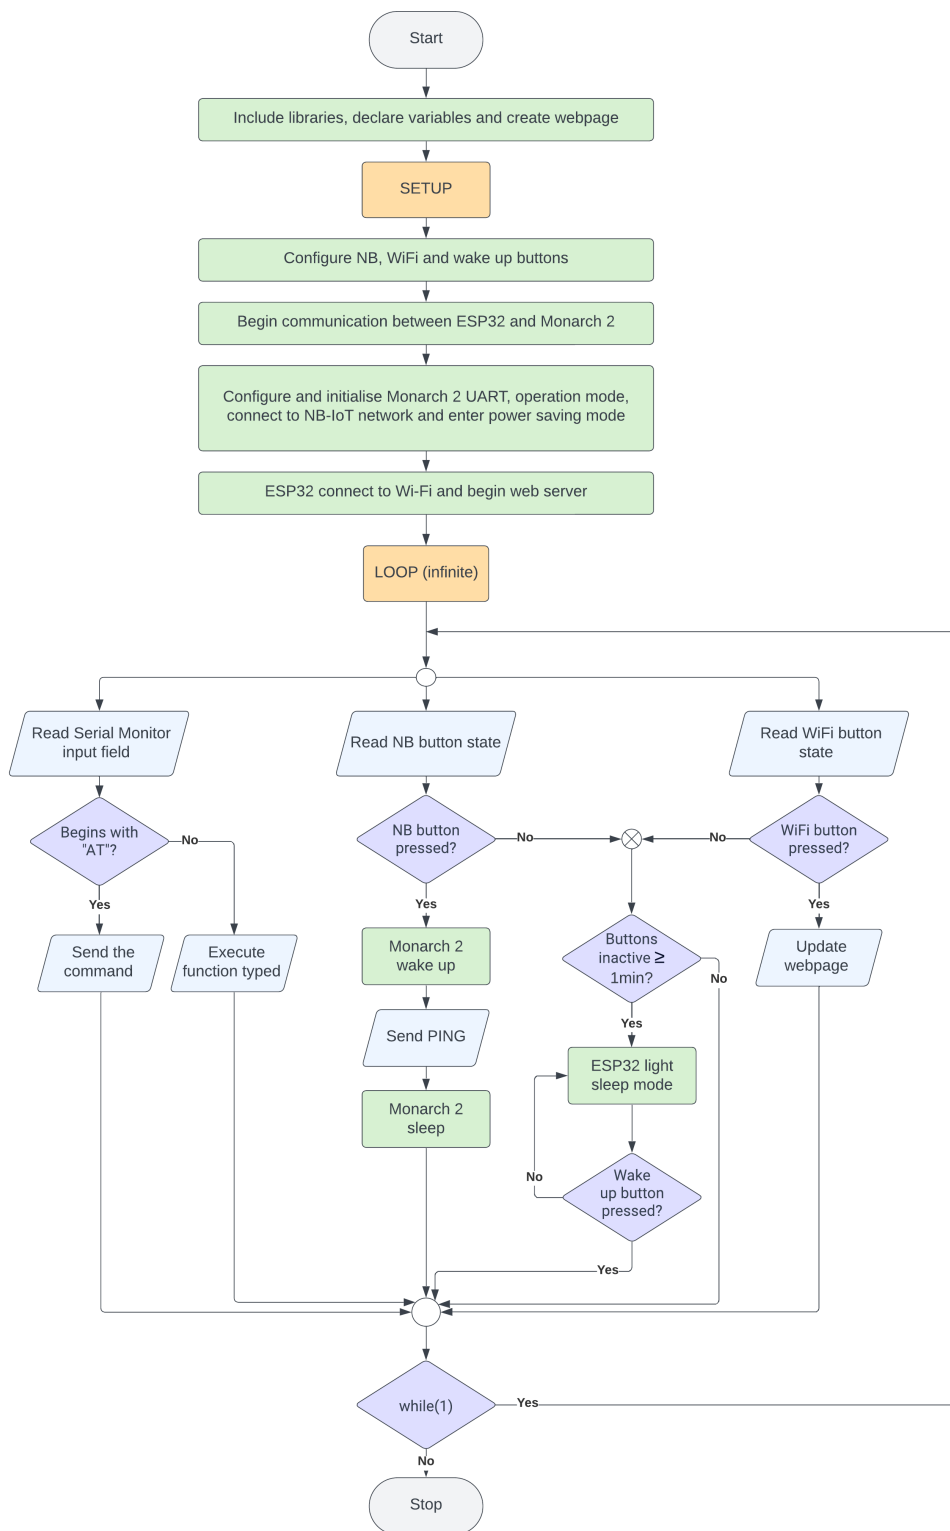 Start
Include libraries, declare variables and create webpage
SETUP
Configure NB, WiFi and wake up buttons
Begin communication between ESP32 and Monarch 2
Configure and initialise Monarch 2 UART, operation mode,
connect to NB-IoT network and enter power saving mode
ESP32 connect to Wi-Fi and begin web server
LOOP (infinite)
Read Serial Monitor
input field
Read NB button state
Read WiFi button
state
Begins with
"AT"?
No
Yes
Send the
command
Execute
function typed
NB button
pressed?
No
Yes
Monarch 2
wake up
Send PING
Monarch 2
sleep
WiFi button
pressed?
No
Yes
Update
webpage
Buttons
inactive ≥
1min?
No
Yes
ESP32 light
sleep mode
Wake
up button
pressed?
No
Yes
while(1)
Yes
No
Stop